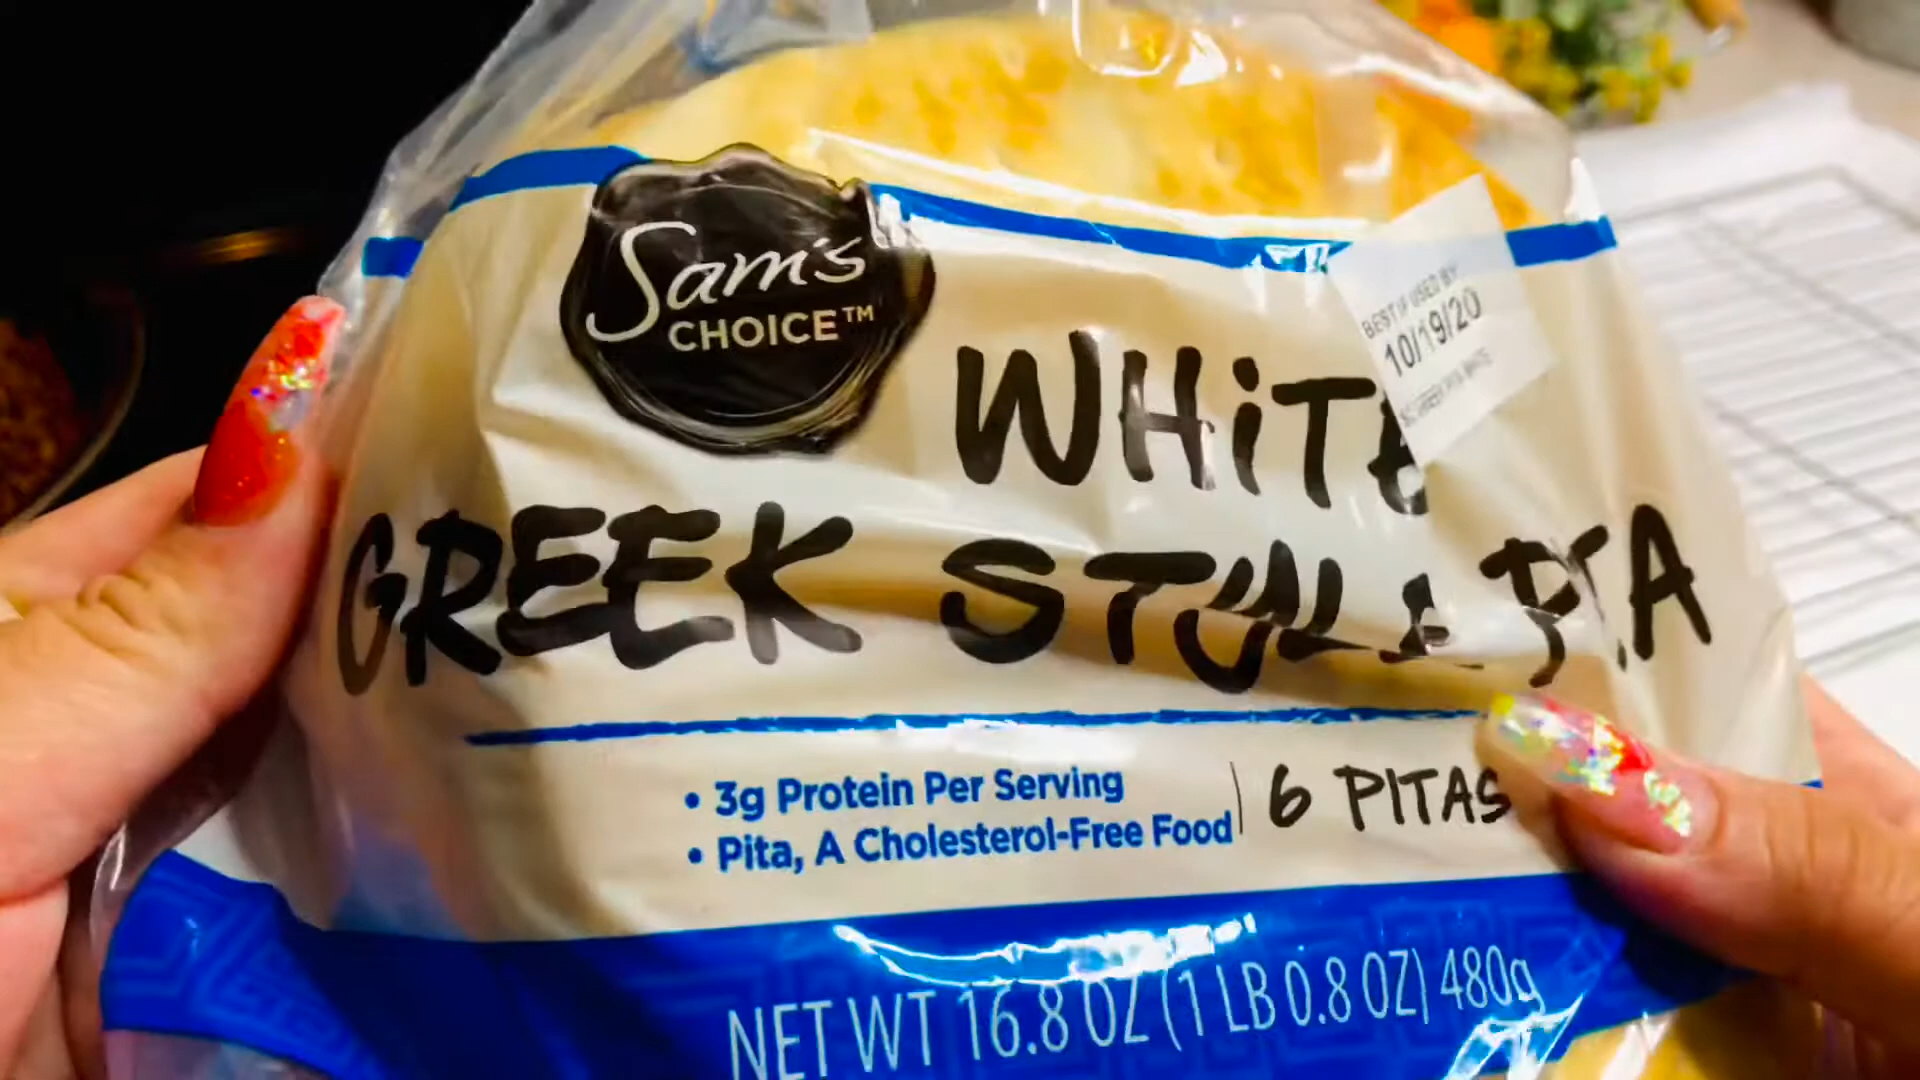 Sam's
CHOICE™
BEST IF USED BY
10/19/20
WHiTE
GREEK STYLE PITA
• 3g Protein Per Serving
• Pita, A Cholesterol-Free Food
6 PITAS
NET WT 16.8 OZ (1 LB 0.8 OZ) 480g